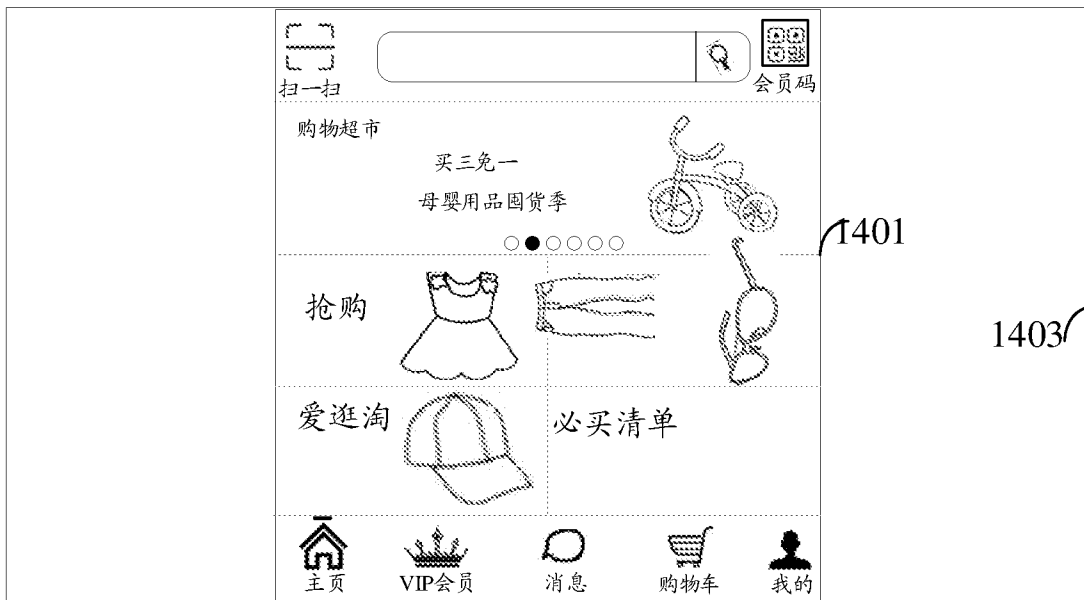 扫一扫
会员码
购物超市
买三免一
母婴用品囤货季
1401
抢购
1403
爱逛淘
必买清单
主页
VIP会员
消息
购物车
我的